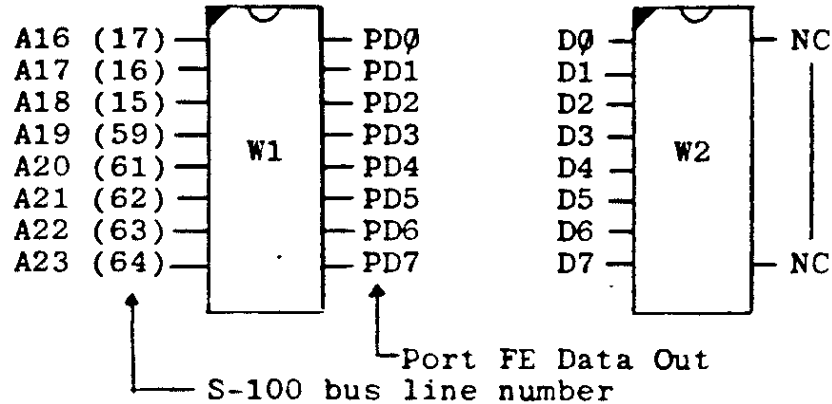 A16 (17) PDØ DØ NC
A17 (16) PD1 D1
A18 (15) PD2 D2
A19 (59) W1 PD3 D3 W2
A20 (61) PD4 D4
A21 (62) PD5 D5
A22 (63) PD6 D6
A23 (64) PD7 D7 NC
Port FE Data Out
S-100 bus line number